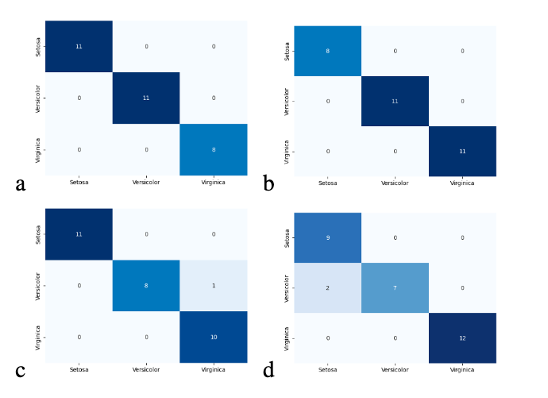 Setosa 11 0 0
Versicolor 0 11 0
Virginica 0 0 8
a Setosa Versicolor Virginica
Setosa 8 0 0
Versicolor 0 11 0
Virginica 0 0 11
b Setosa Versicolor Virginica
Setosa 11 0 0
Versicolor 0 8 1
Virginica 0 0 10
c Setosa Versicolor Virginica
Setosa 9 0 0
Versicolor 2 7 0
Virginica 0 0 12
d Setosa Versicolor Virginica